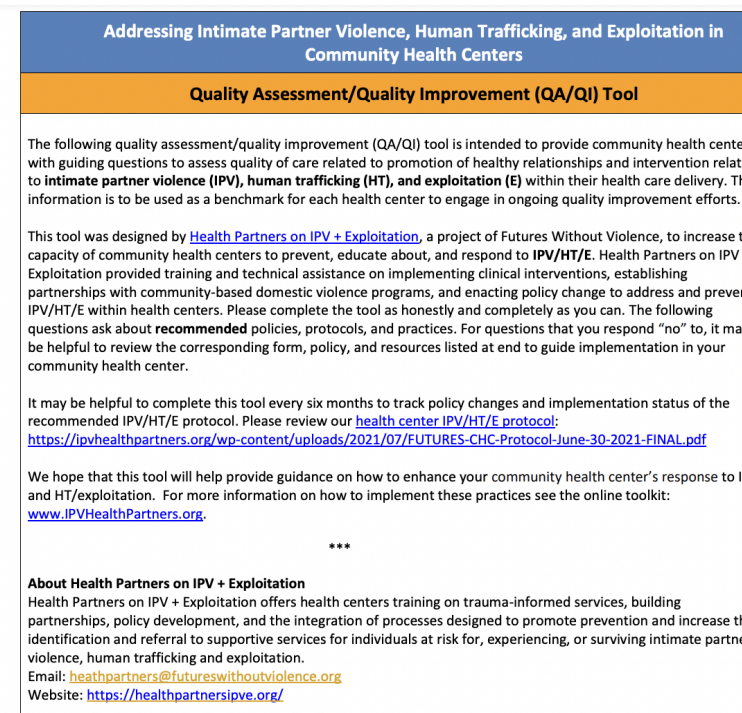 Addressing Intimate Partner Violence, Human Trafficking, and Exploitation in
Community Health Centers
Quality Assessment/Quality Improvement (QA/QI) Tool
The following quality assessment/quality improvement (QA/QI) tool is intended to provide community health cente
with guiding questions to assess quality of care related to promotion of healthy relationships and intervention relat
to intimate partner violence (IPV), human trafficking (HT), and exploitation (E) within their health care delivery. Th
information is to be used as a benchmark for each health center to engage in ongoing quality improvement efforts.
This tool was designed by Health Partners on IPV + Exploitation, a project of Futures Without Violence, to increase t
capacity of community health centers to prevent, educate about, and respond to IPV/HT/E. Health Partners on IPV
Exploitation provided training and technical assistance on implementing clinical interventions, establishing
partnerships with community-based domestic violence programs, and enacting policy change to address and preve
IPV/HT/E within health centers. Please complete the tool as honestly and completely as you can. The following
questions ask about recommended policies, protocols, and practices. For questions that you respond “no” to, it ma
be helpful to review the corresponding form, policy, and resources listed at end to guide implementation in your
community health center.
It may be helpful to complete this tool every six months to track policy changes and implementation status of the
recommended IPV/HT/E protocol. Please review our health center IPV/HT/E protocol:
https://ipvhealthpartners.org/wp-content/uploads/2021/07/FUTURES-CHC-Protocol-June-30-2021-FINAL.pdf
We hope that this tool will help provide guidance on how to enhance your community health center’s response to I
and HT/exploitation. For more information on how to implement these practices see the online toolkit:
www.IPVHealthPartners.org.
***
About Health Partners on IPV + Exploitation
Health Partners on IPV + Exploitation offers health centers training on trauma-informed services, building
partnerships, policy development, and the integration of processes designed to promote prevention and increase th
identification and referral to supportive services for individuals at risk for, experiencing, or surviving intimate partne
violence, human trafficking and exploitation.
Email: heathpartners@futureswithoutviolence.org
Website: https://healthpartnersipve.org/